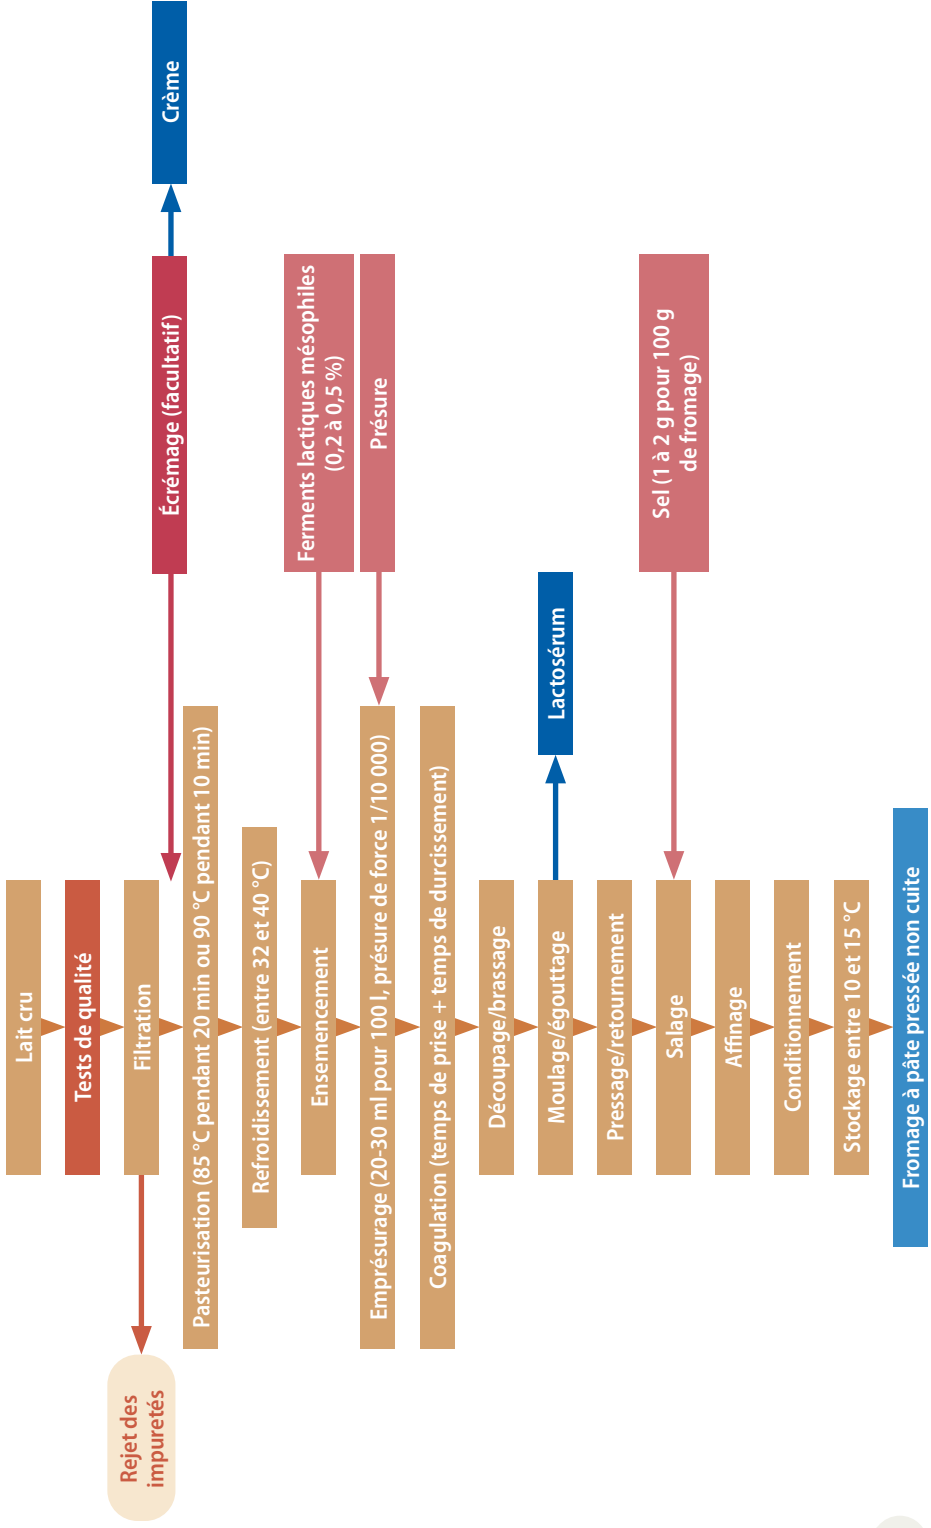 Lait cru
Tests de qualité
Filtration
Rejet des
impuretés
Écrémage (facultatif)
Crème
Pasteurisation (85 °C pendant 20 min ou 90 °C pendant 10 min)
Refroidissement (entre 32 et 40 °C)
Ensemencement
Ferments lactiques mésophiles
(0,2 à 0,5 %)
Emprésurage (20-30 ml pour 100 l, présure de force 1/10 000)
Présure
Coagulation (temps de prise + temps de durcissement)
Découpage/brassage
Moulage/égouttage
Lactosérum
Pressage/retournement
Salage
Sel (1 à 2 g pour 100 g
de fromage)
Affinage
Conditionnement
Stockage entre 10 et 15 °C
Fromage à pâte pressée non cuite